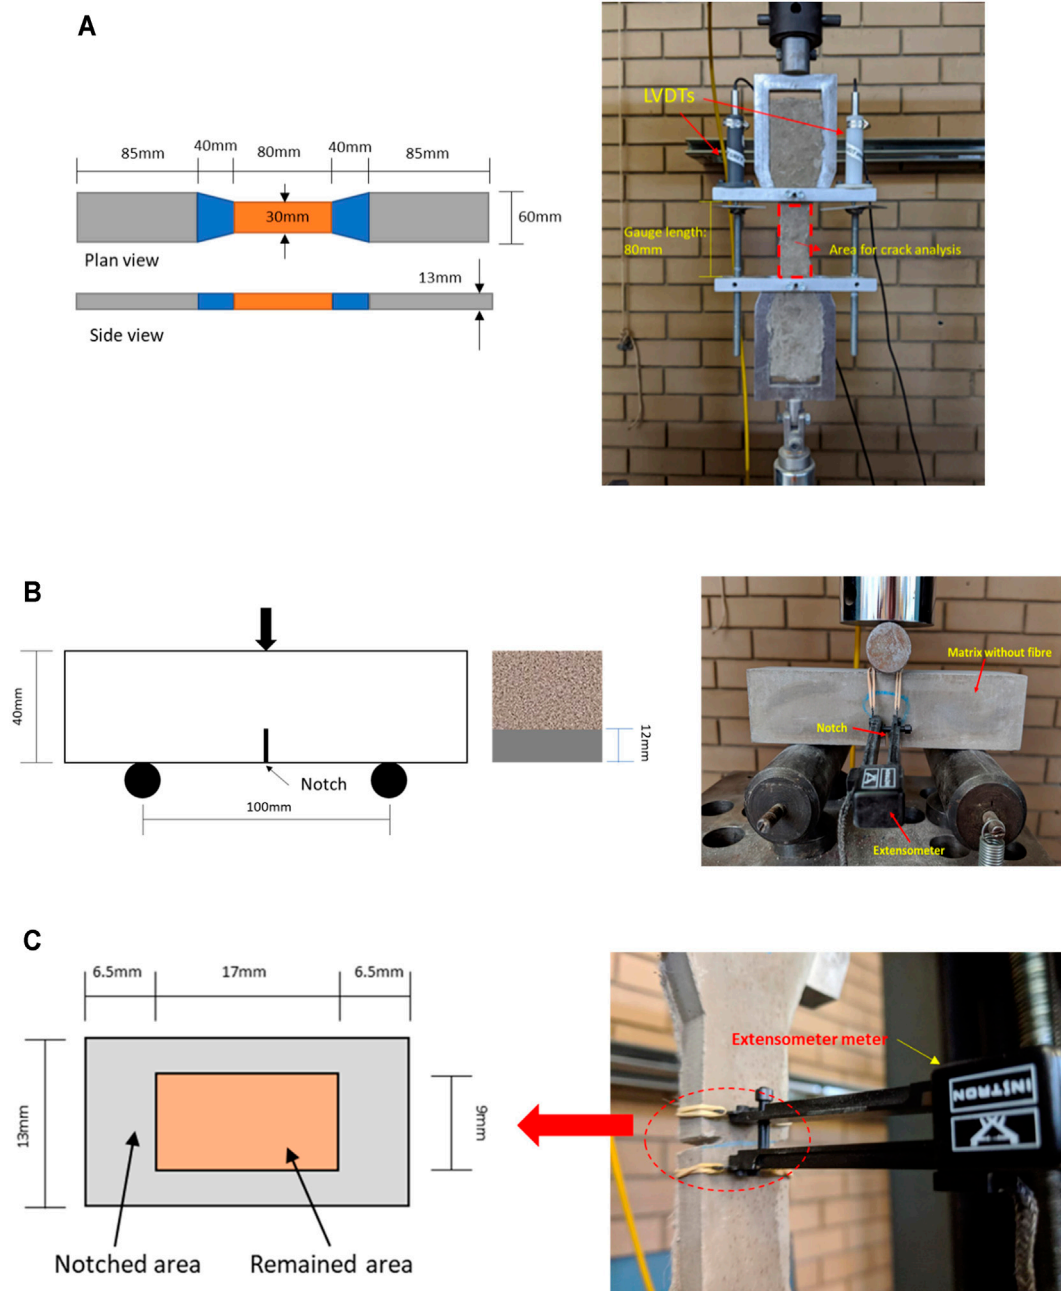 A
85mm
40mm
80mm
40mm
85mm
30mm
60mm
Plan view
13mm
Side view
LVDTs
Gauge length:
80mm
Area for crack analysis
B
40mm
12mm
Notch
100mm
Matrix without fibre
Notch
Extensometer
C
6.5mm
17mm
6.5mm
13mm
9mm
Notched area
Remained area
Extensometer meter
INSTRON